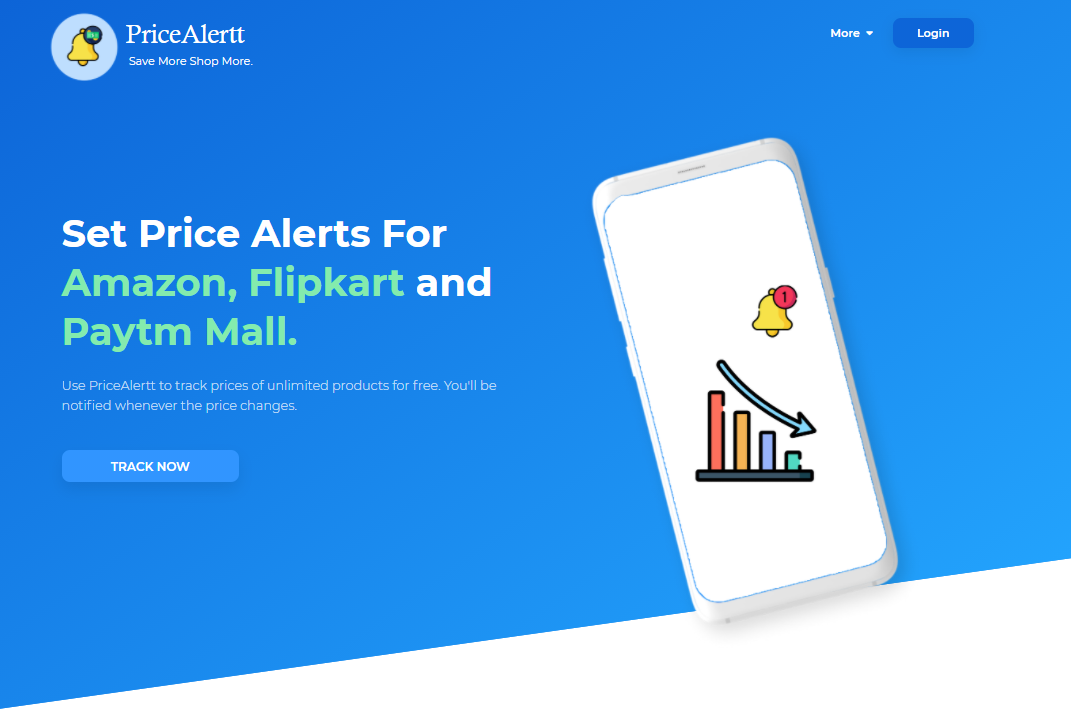 PriceAlertt
Save More Shop More.
More
Login
Set Price Alerts For
Amazon, Flipkart and
Paytm Mall.
Use PriceAlertt to track prices of unlimited products for free. You'll be
notified whenever the price changes.
TRACK NOW
1